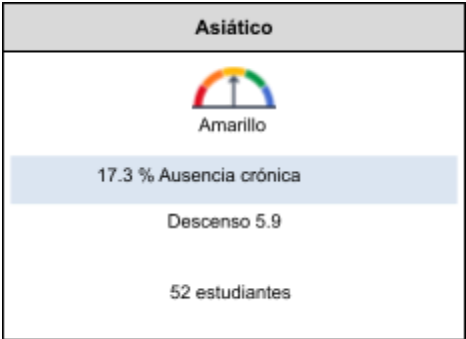 Asiático
Amarillo
17.3 % Ausencia crónica
Descenso 5.9
52 estudiantes